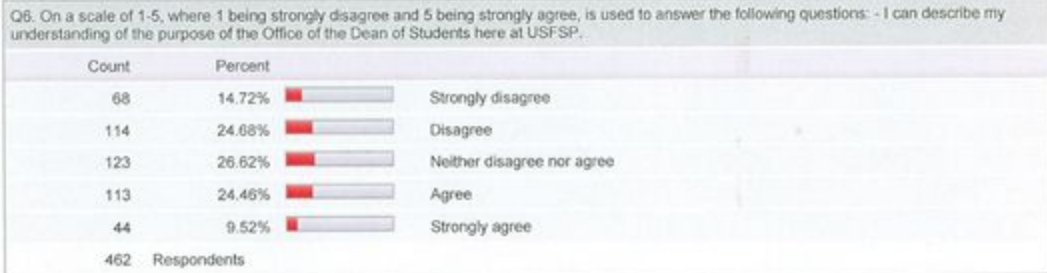 Q6. On a scale of 1-5, where 1 being strongly disagree and 5 being strongly agree, is used to answer the following questions: - I can describe my
understanding of the purpose of the Office of the Dean of Students here at USFSP.
Count Percent
68 14.72% Strongly disagree
114 24.68% Disagree
123 26.62% Neither disagree nor agree
113 24.46% Agree
44 9.52% Strongly agree
462 Respondents